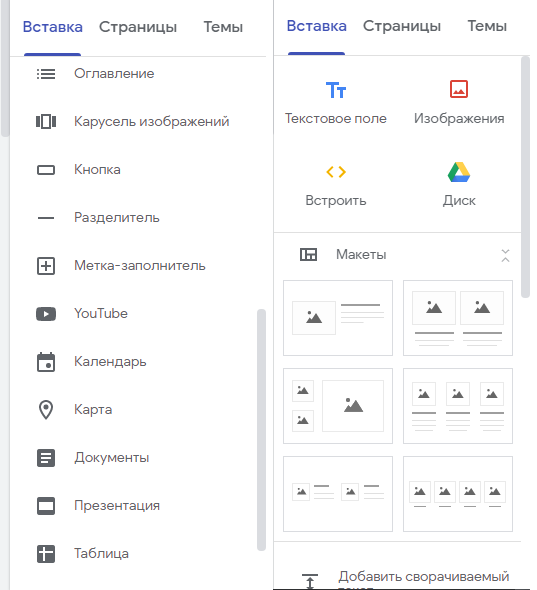 Вставка Страницы Темы
Оглавление
Карусель изображений
Кнопка
Разделитель
Метка-заполнитель
YouTube
Календарь
Карта
Документы
Презентация
Таблица
Вставка Страницы Темы
Текстовое поле Изображения
Встроить Диск
Макеты
Добавить сворачиваемый
текст